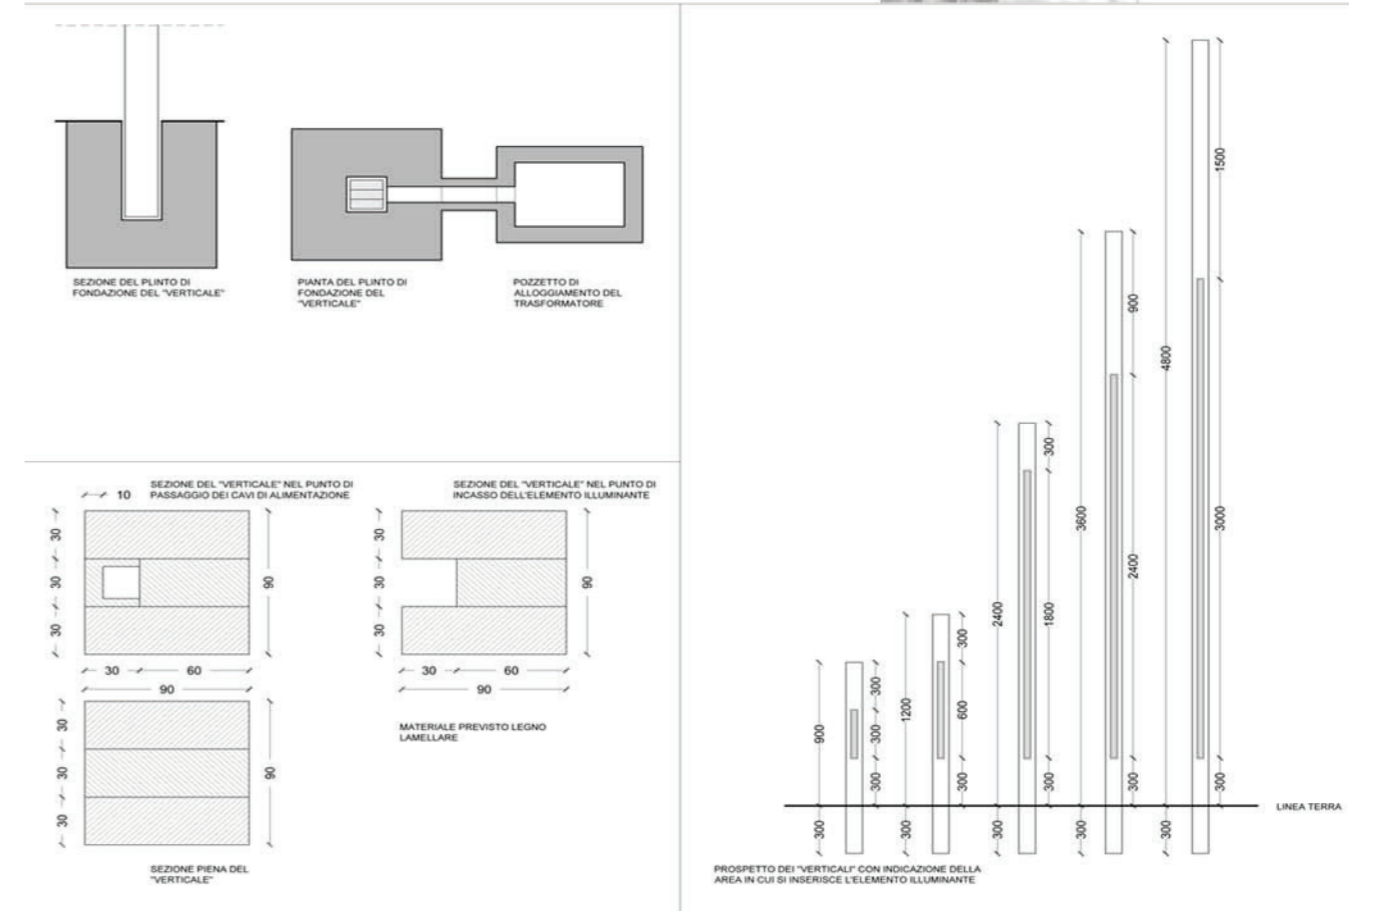 SEZIONE DEL PLINTO DI
FONDAZIONE DEL "VERTICALE"
PIANTA DEL PLINTO DI
FONDAZIONE DEL
"VERTICALE"
POZZETTO DI
ALLOGGIAMENTO DEL
TRASFORMATORE
10
SEZIONE DEL "VERTICALE" NEL PUNTO DI
PASSAGGIO DEI CAVI DI ALIMENTAZIONE
30
30
30
90
30
60
90
SEZIONE DEL "VERTICALE" NEL PUNTO DI
INCASSO DELL'ELEMENTO ILLUMINANTE
30
30
30
90
30
60
90
MATERIALE PREVISTO LEGNO
LAMELLARE
30
30
30
90
SEZIONE PIENA DEL
"VERTICALE"
900
300
300
300
300
1200
300
600
300
300
2400
300
1800
300
300
3600
900
2400
300
300
4800
1500
3000
300
300
LINEA TERRA
PROSPETTO DEI "VERTICALI" CON INDICAZIONE DELLA
AREA IN CUI SI INSERISCE L'ELEMENTO ILLUMINANTE